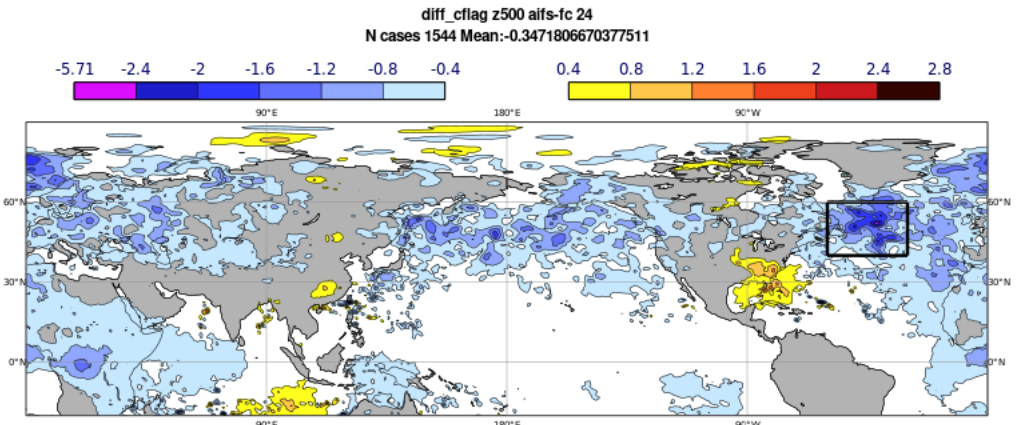 diff_cflag z500 aifs-fc 24
N cases 1544 Mean:-0.3471806670377511
-5.71 -2.4 -2 -1.6 -1.2 -0.8 -0.4 0.4 0.8 1.2 1.6 2 2.4 2.8
90°E 180°E 90°W
60°N 60°N
30°N 30°N
0°N 0°N
90°E 180°E 90°W